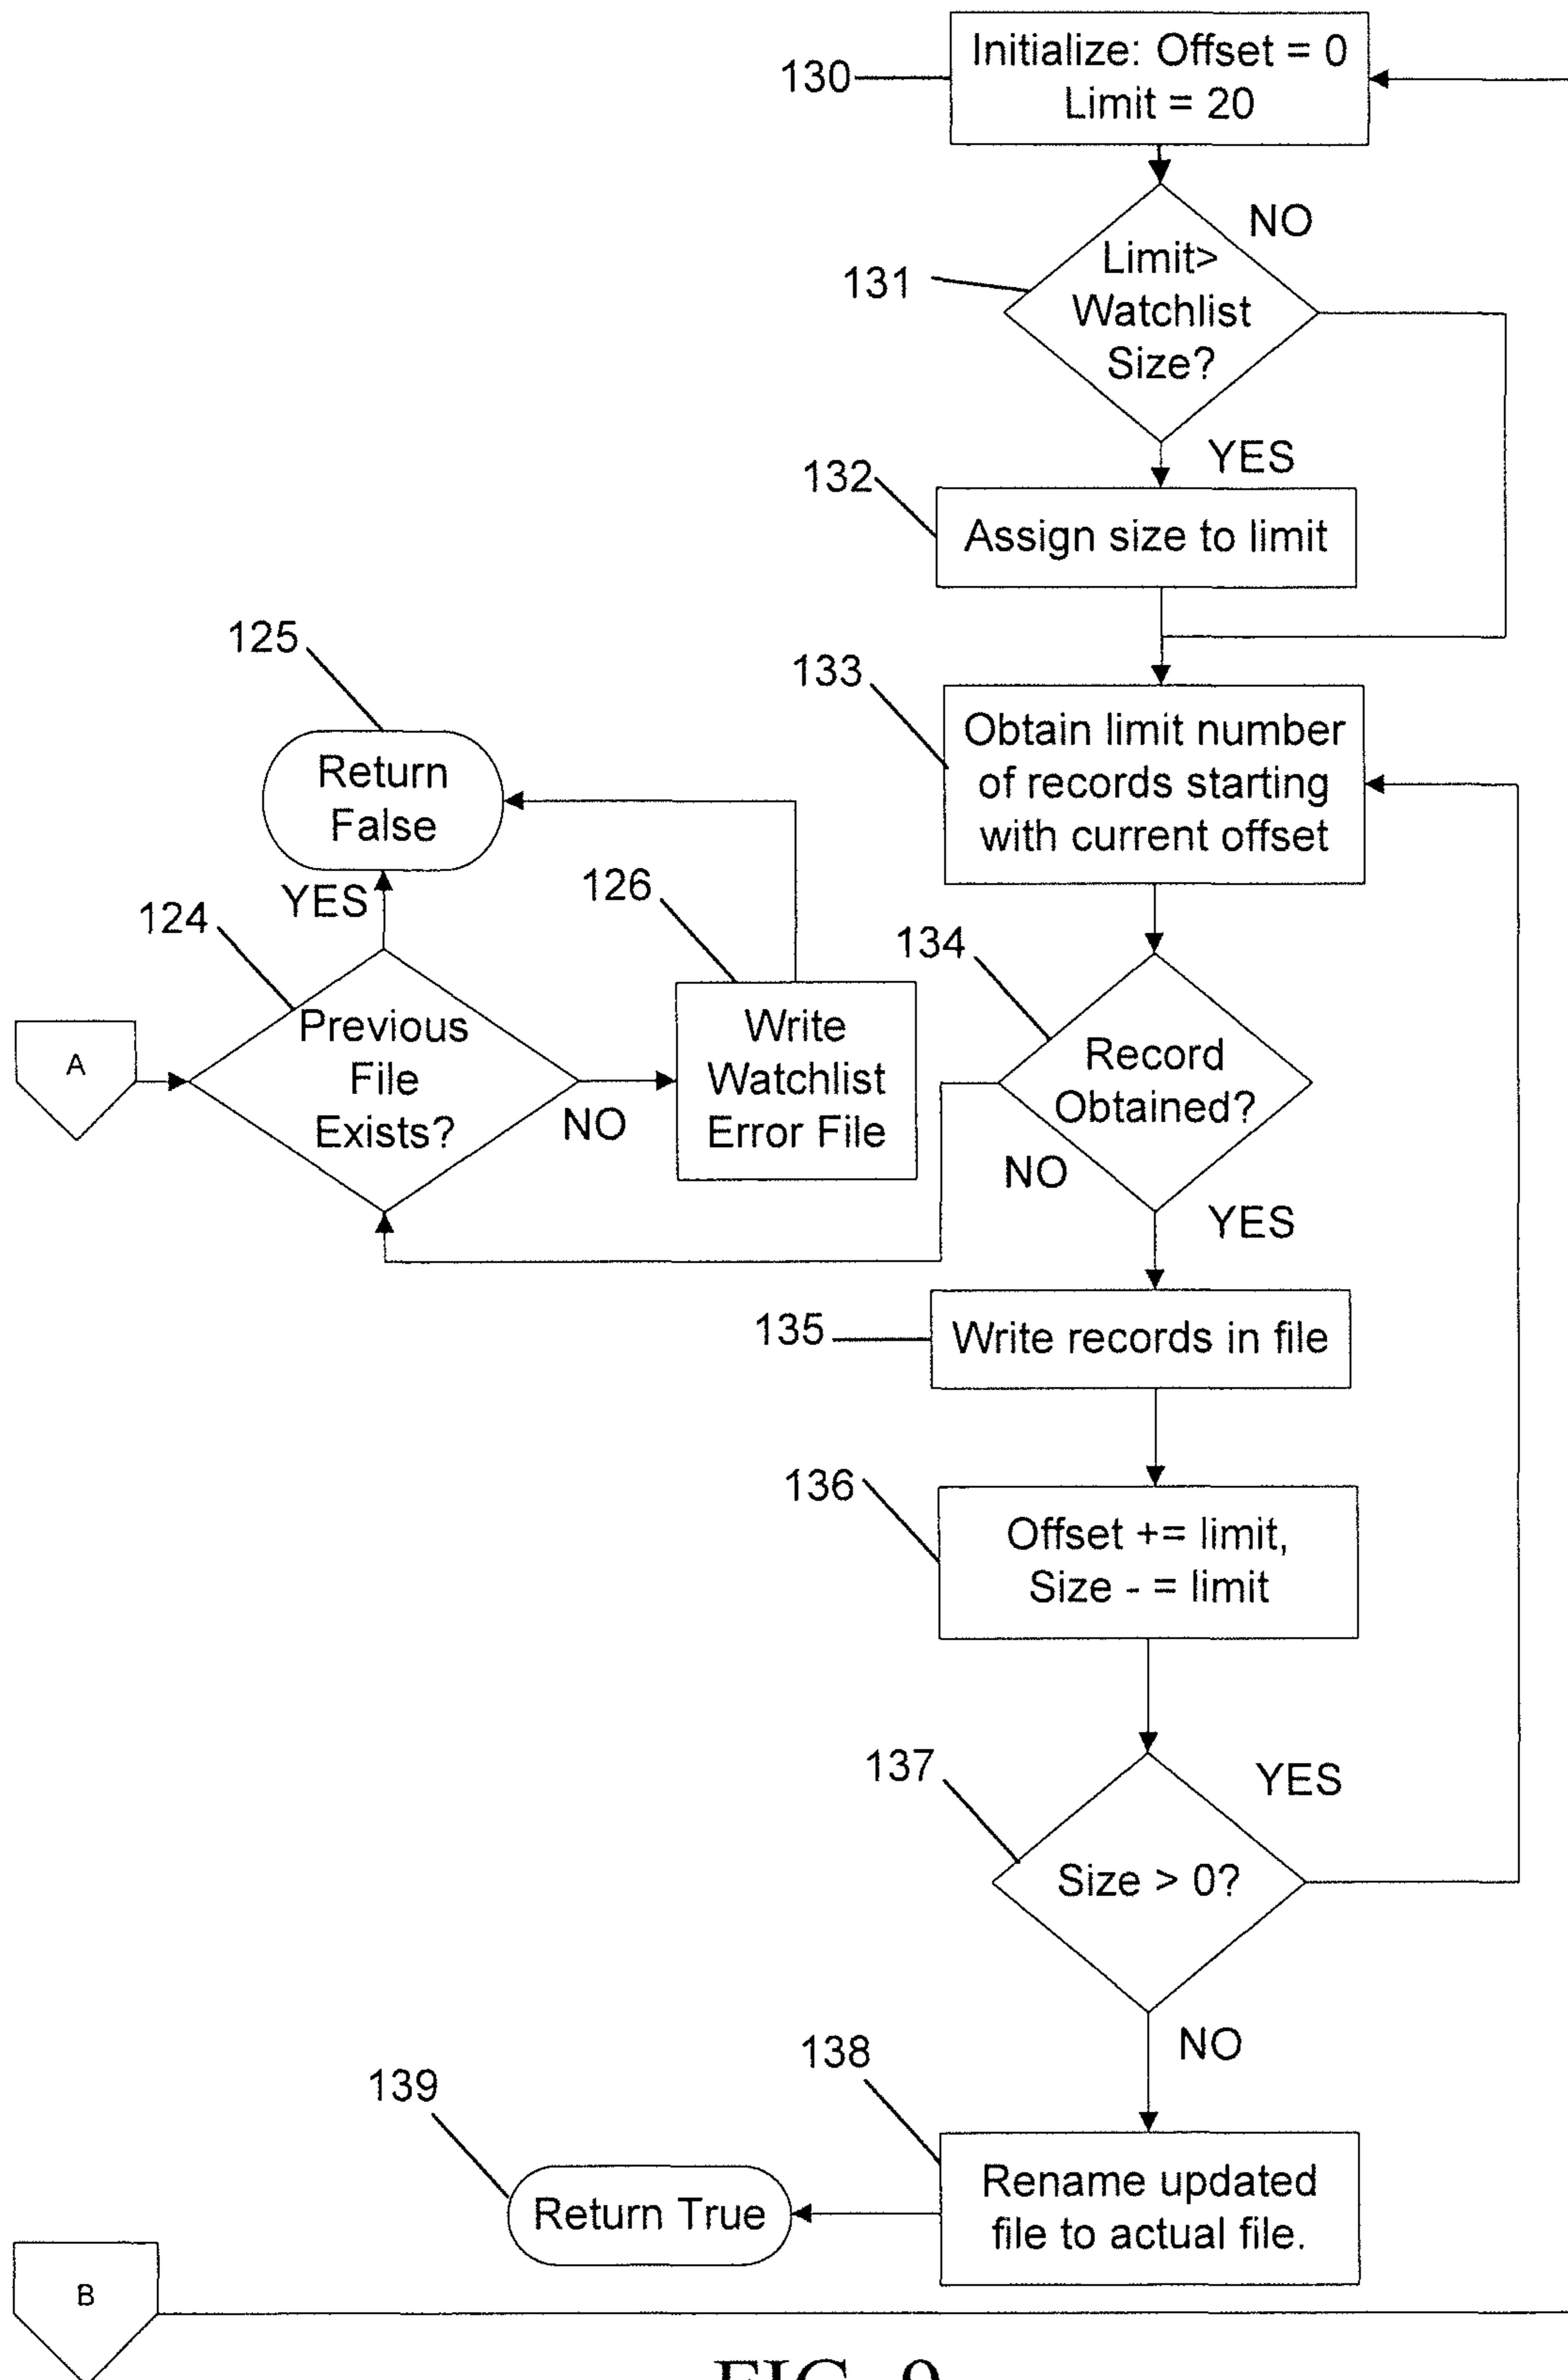 130
Initialize: Offset = 0
Limit = 20
NO
131
Limit>
Watchlist
Size?
YES
132
Assign size to limit
125
133
Return
False
Obtain limit number
of records starting
with current offset
YES
126
124
134
A
Previous
File
Exists?
NO
Write
Watchlist
Error File
Record
Obtained?
NO
YES
135
Write records in file
136
Offset += limit,
Size - = limit
137
YES
Size > 0?
NO
138
139
Return True
Rename updated
file to actual file.
B
FIG. 9